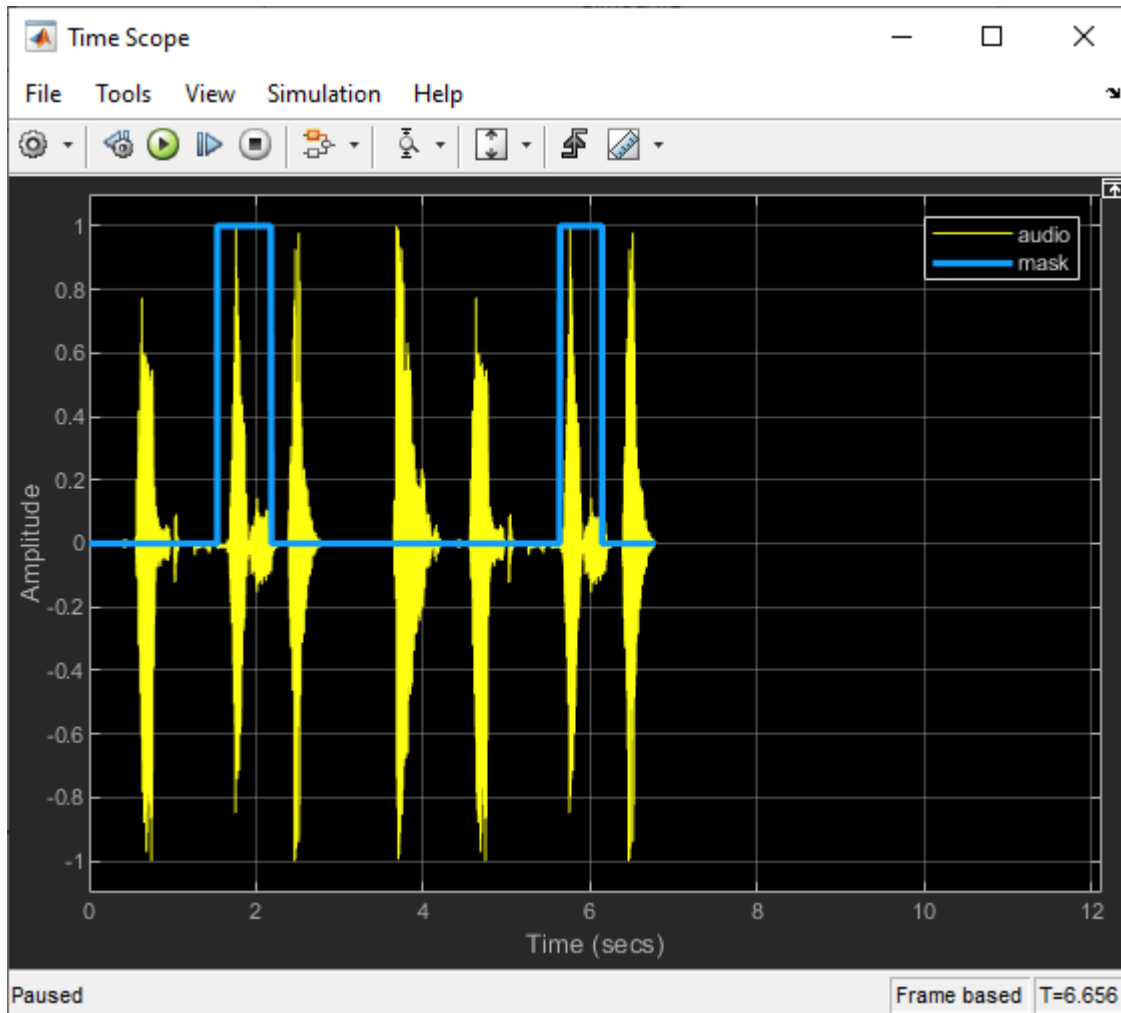 Time Scope
File Tools View Simulation Help
audio
mask
1
0.8
0.6
0.4
0.2
0
-0.2
-0.4
-0.6
-0.8
-1
Amplitude
0 2 4 6 8 10 12
Time (secs)
Paused Frame based T=6.656